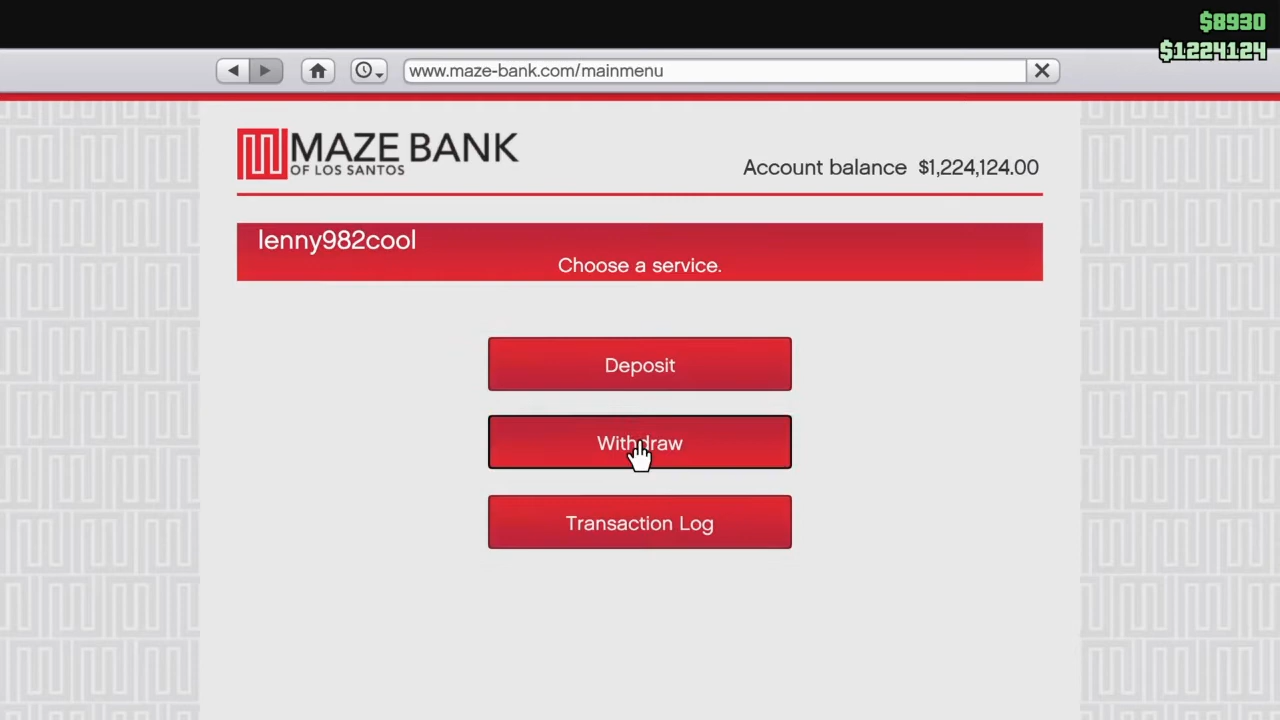 $8930
$1224124
www.maze-bank.com/mainmenu
MAZE BANK
OF LOS SANTOS
Account balance $1,224,124.00
lenny982cool
Choose a service.
Deposit
Withdraw
Transaction Log